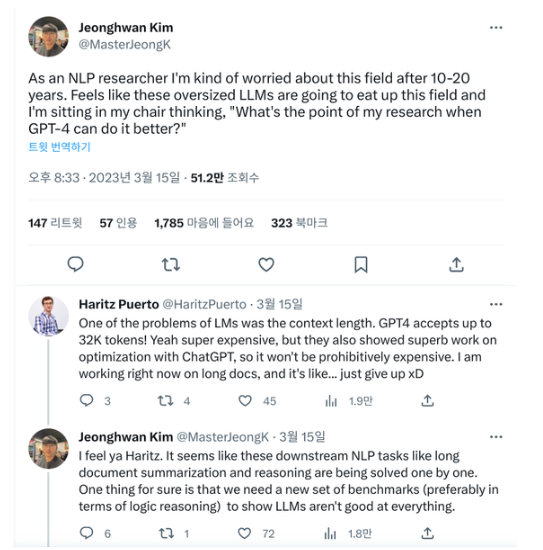 Jeonghwan Kim
@MasterJeongK
As an NLP researcher I'm kind of worried about this field after 10-20
years. Feels like these oversized LLMs are going to eat up this field and
I'm sitting in my chair thinking, "What's the point of my research when
GPT-4 can do it better?"
트윗 번역하기
오후 8:33 · 2023년 3월 15일 · 51.2만 조회수
147 리트윗 57 인용 1,785 마음에 들어요 323 북마크
Haritz Puerto @HaritzPuerto · 3월 15일
One of the problems of LMs was the context length. GPT4 accepts up to
32K tokens! Yeah super expensive, but they also showed superb work on
optimization with ChatGPT, so it won't be prohibitively expensive. I am
working right now on long docs, and it's like... just give up xD
3 4 45 1.9만
Jeonghwan Kim @MasterJeongK · 3월 15일
I feel ya Haritz. It seems like these downstream NLP tasks like long
document summarization and reasoning are being solved one by one.
One thing for sure is that we need a new set of benchmarks (preferably in
terms of logic reasoning) to show LLMs aren't good at everything.
6 1 72 1.8만